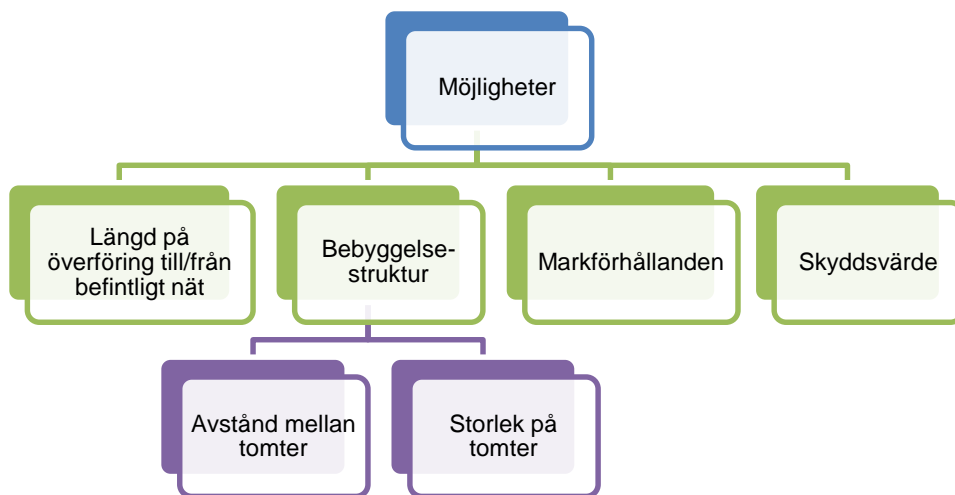 Möjligheter
Längd på
överföring till/från
befintligt nät
Bebyggelse-
struktur
Markförhållanden
Skyddsvärde
Avstånd mellan
tomter
Storlek på
tomter